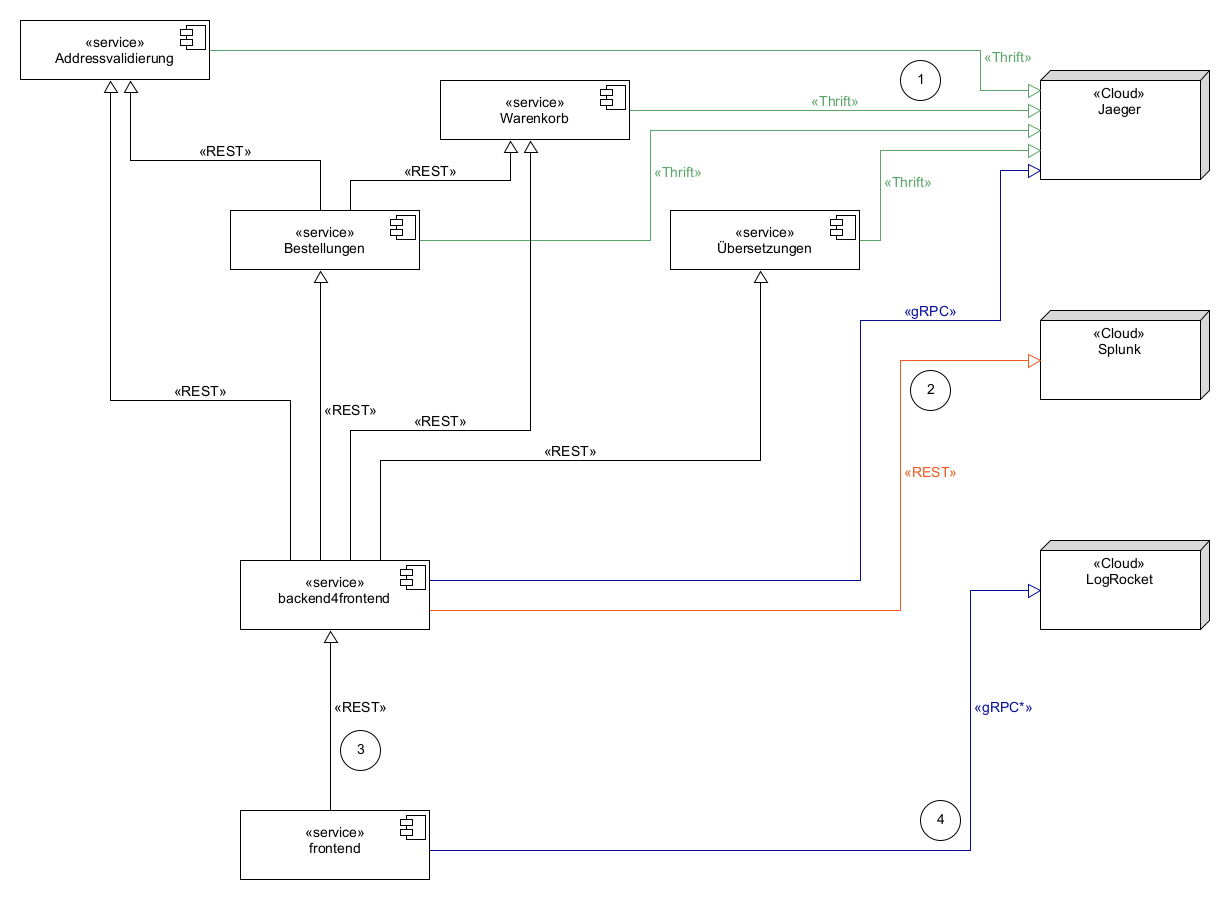 «service»
Addressvalidierung
«Thrift»
1
«Cloud»
Jaeger
«service»
Warenkorb
«Thrift»
«REST»
«REST»
«Thrift»
«Thrift»
«service»
Bestellungen
«service»
Übersetzungen
«gRPC»
«Cloud»
Splunk
2
«REST»
«REST»
«REST»
«REST»
«REST»
«service»
backend4frontend
«Cloud»
LogRocket
«REST»
«gRPC*»
3
4
«service»
frontend